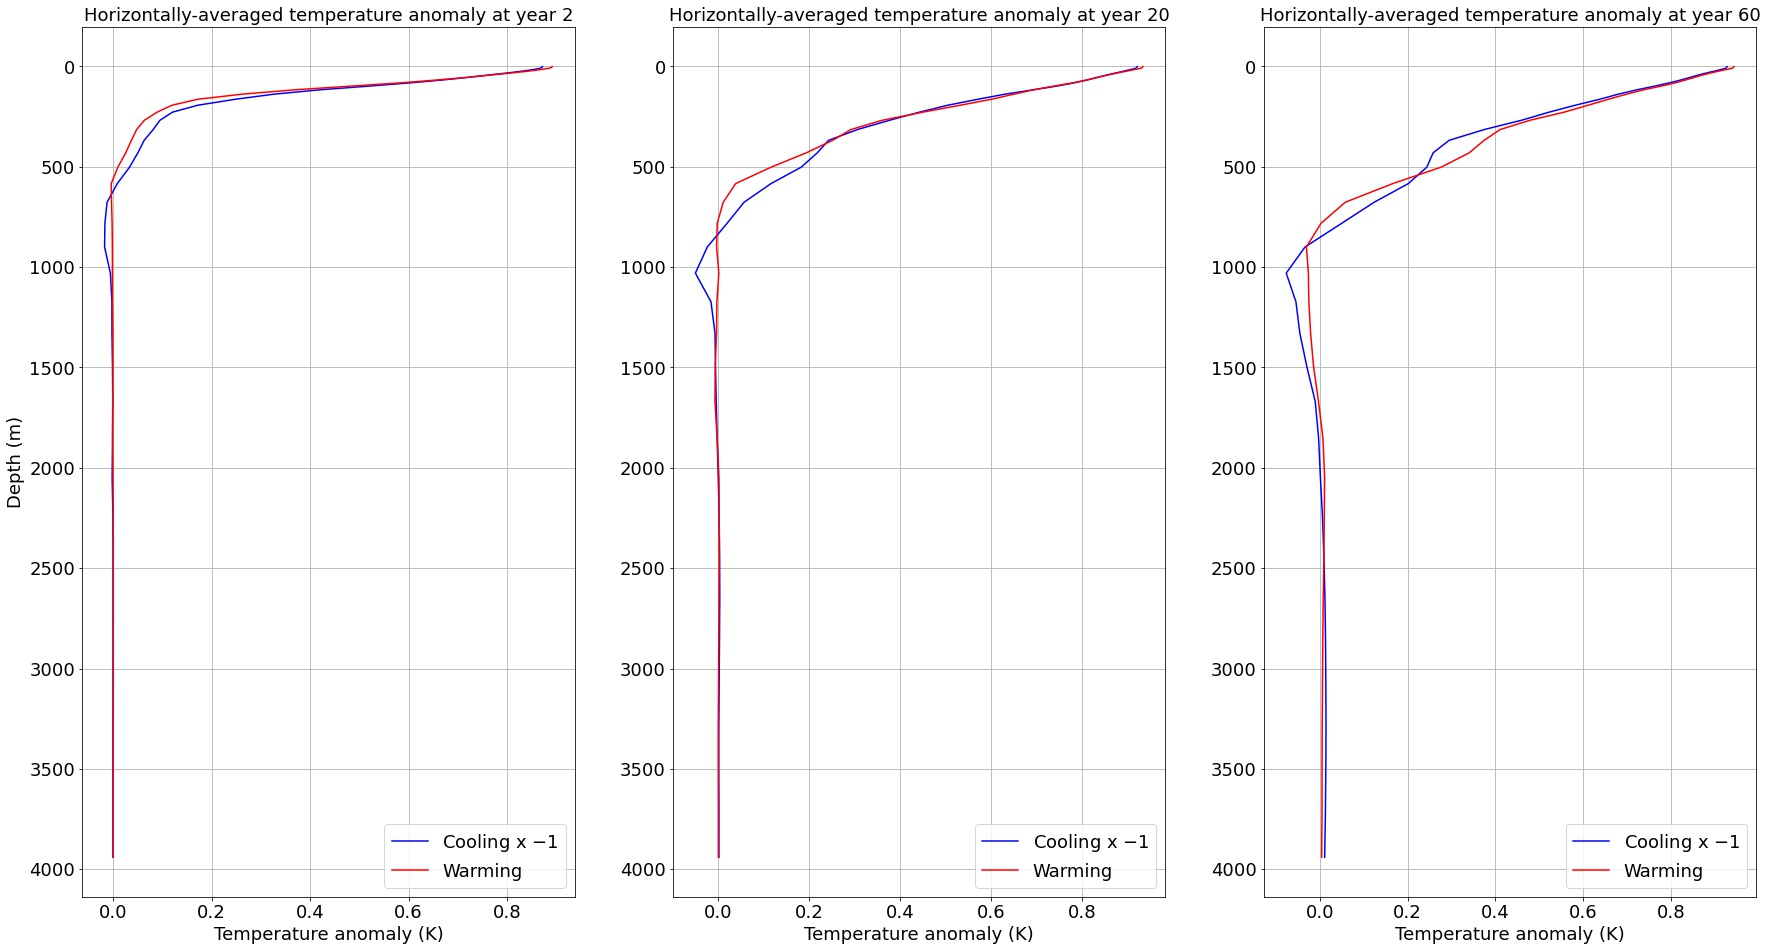 Horizontally-averaged temperature anomaly at year 2
Depth (m)
0
500
1000
1500
2000
2500
3000
3500
4000
0.0 0.2 0.4 0.6 0.8
Temperature anomaly (K)
Cooling x −1
Warming
Horizontally-averaged temperature anomaly at year 20
0
500
1000
1500
2000
2500
3000
3500
4000
0.0 0.2 0.4 0.6 0.8
Temperature anomaly (K)
Cooling x −1
Warming
Horizontally-averaged temperature anomaly at year 60
0
500
1000
1500
2000
2500
3000
3500
4000
0.0 0.2 0.4 0.6 0.8
Temperature anomaly (K)
Cooling x −1
Warming